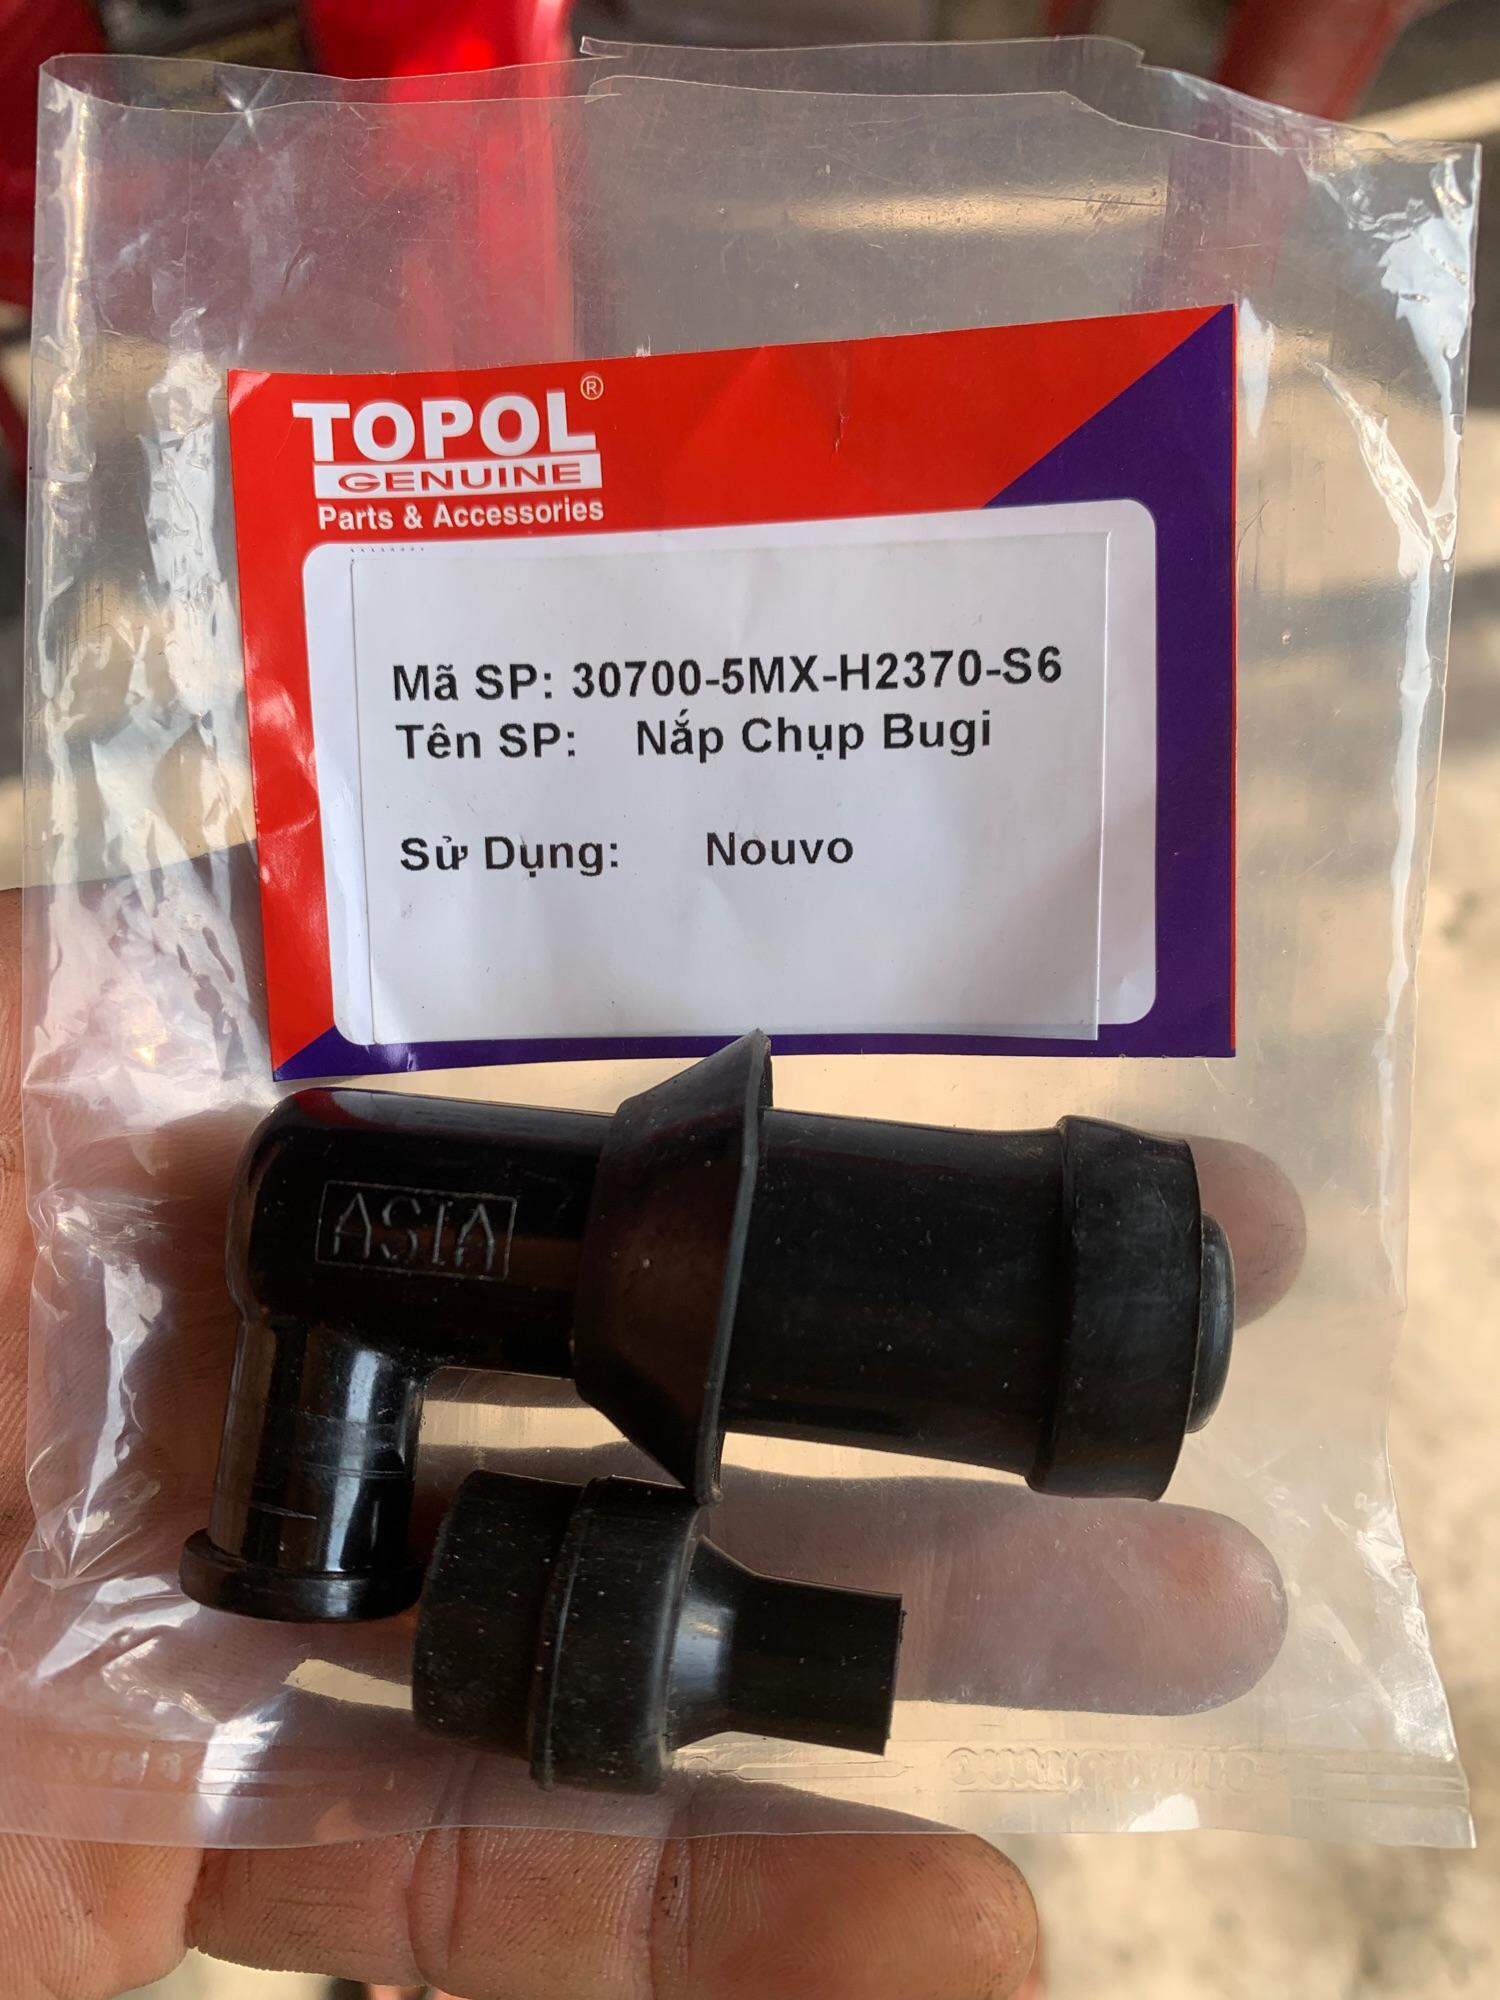 TOPOL®
GENUINE
Parts & Accessories
Mã SP: 30700-5MX-H2370-S6
Tên SP: Nắp Chụp Bugi
Sử Dụng: Nouvo
ASIA